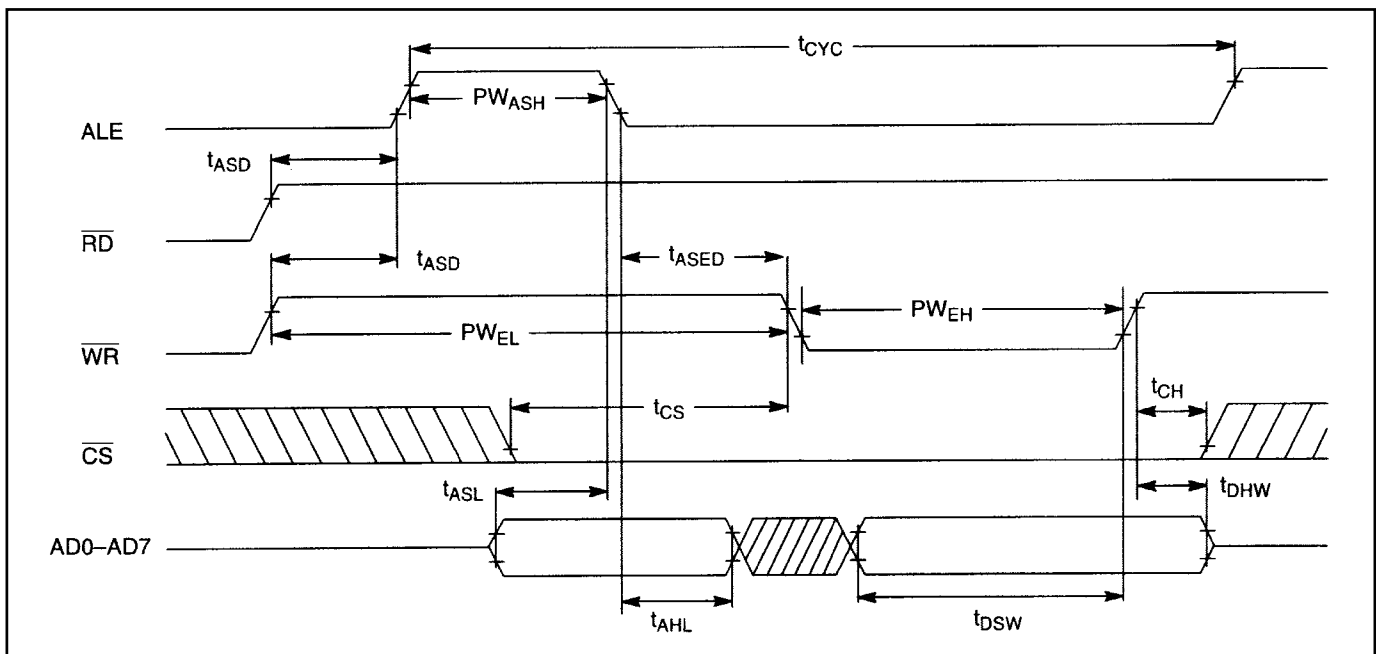 tCYC
PWASH
ALE
tASD
RD
tASD
tASED
PWEH
PWEL
WR
tCH
tCS
CS
tASL
tDHW
AD0–AD7
tAHL
tDSW